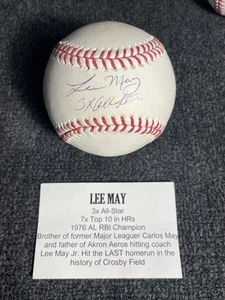 Lee May
3x All-Star
LEE MAY
3x All-Star
7x Top 10 in HRs
1976 AL RBI Champion
Brother of former Major Leaguer Carlos May
and father of Akron Aeros hitting coach
Lee May Jr. Hit the LAST homerun in the
history of Crosby Field